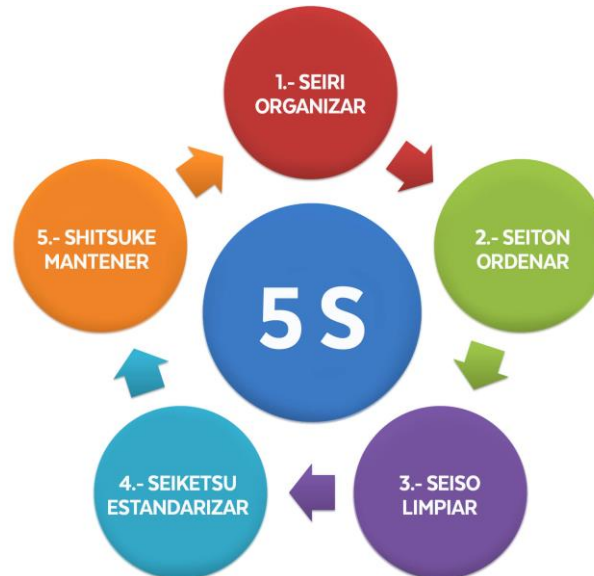 1.- SEIRI
ORGANIZAR
2.- SEITON
ORDENAR
3.- SEISO
LIMPIAR
4.- SEIKETSU
ESTANDARIZAR
5.- SHITSUKE
MANTENER
5 S